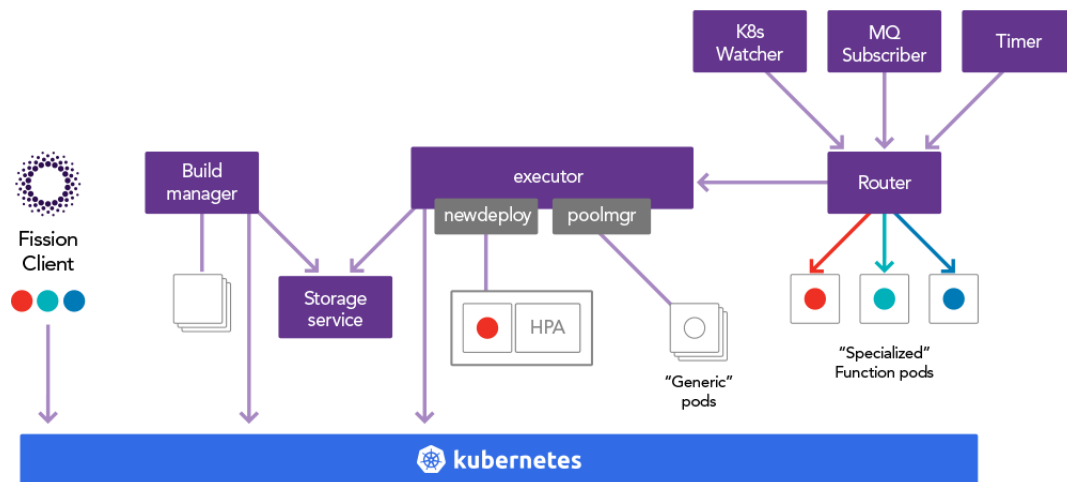 K8s
Watcher
MQ
Subscriber
Timer
Build
manager
executor
Router
newdeploy
poolmgr
Fission
Client
Storage
service
HPA
“Generic”
pods
“Specialized”
Function pods
kubernetes